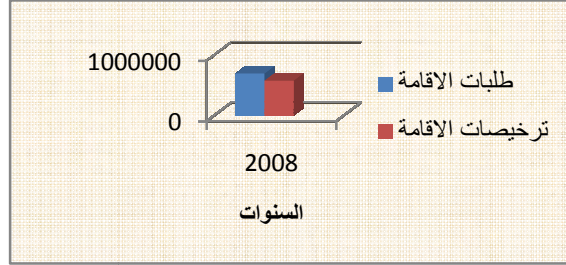 1000000
0
2008
السنوات
طلبات الاقامة
ترخيصات الاقامة